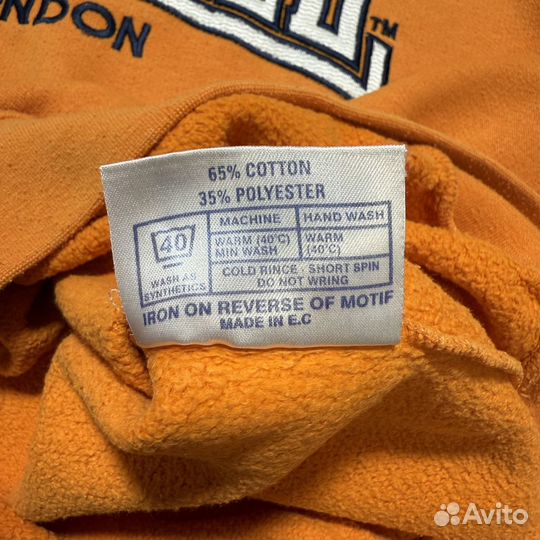 NDON
™
65% COTTON
35% POLYESTER
40
WASH AS
SYNTHETICS
MACHINE
HAND WASH
WARM (40°C)
MIN WASH
WARM
(40°C)
COLD RINCE - SHORT SPIN
DO NOT WRING
IRON ON REVERSE OF MOTIF
MADE IN E.C
Avito